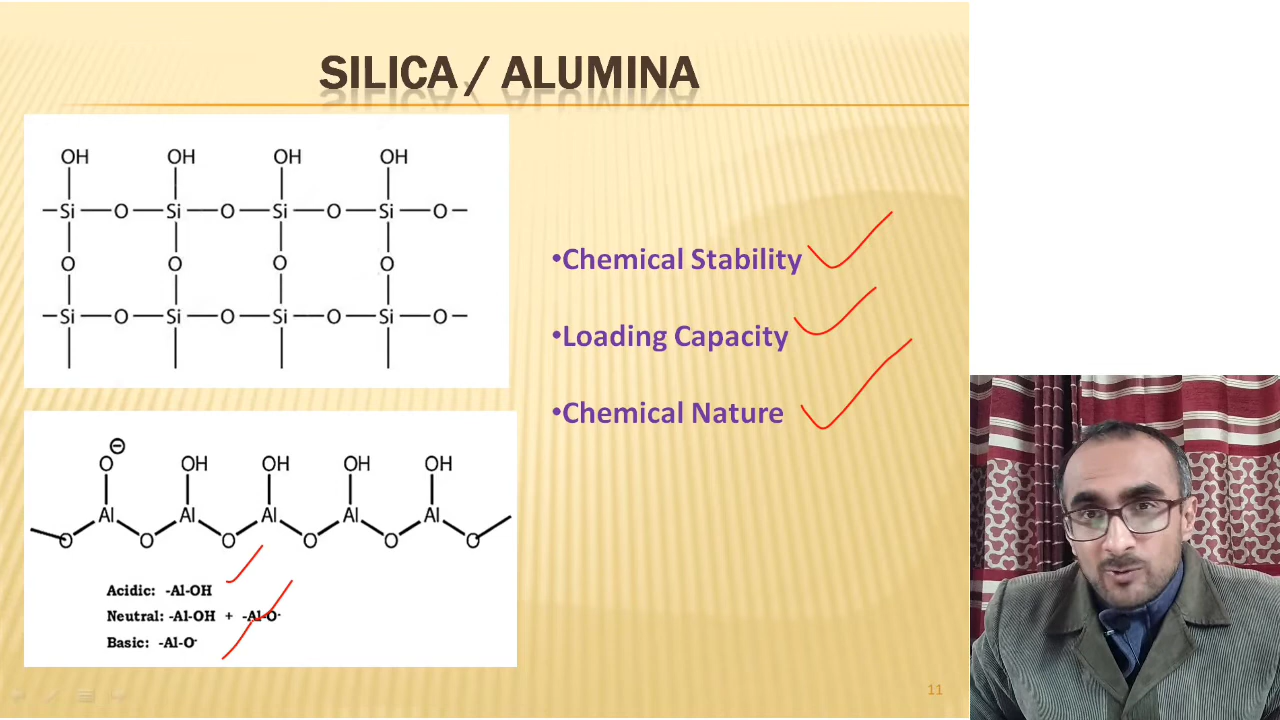 SILICA / ALUMINA
OH OH OH OH
Si O Si O Si O Si O
O O O O
Si O Si O Si O Si O
•Chemical Stability
•Loading Capacity
•Chemical Nature
⊖
O OH OH OH OH
Al Al Al Al Al
O O O O O O
Acidic: -Al-OH
Neutral: -Al-OH + -Al-O-
Basic: -Al-O-
11